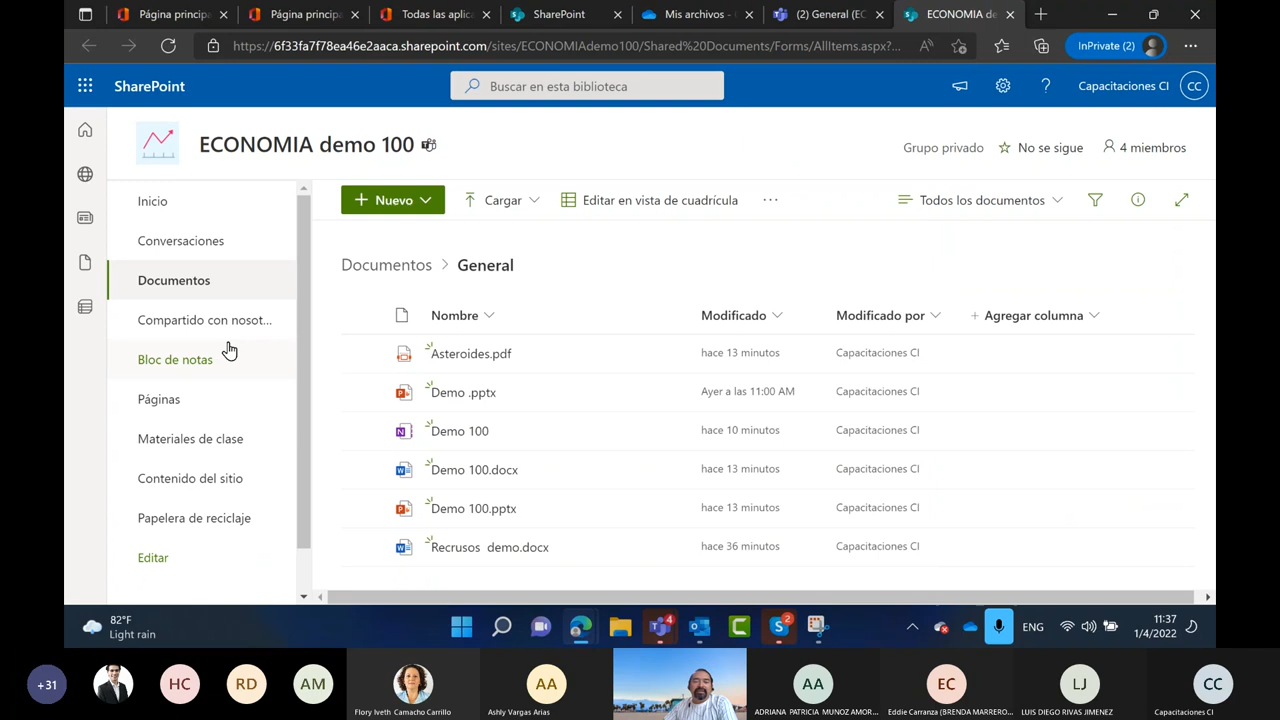 Página principa
Página principa
Todas las aplic
SharePoint
Mis archivos - 
(2) General (EC
ECONOMIA de
https://6f33fa7f78ea46e2aaca.sharepoint.com/sites/ECONOMIAdemo100/Shared%20Documents/Forms/AllItems.aspx?...
InPrivate (2)
SharePoint
Buscar en esta biblioteca
Capacitaciones CI
CC
ECONOMIA demo 100
Grupo privado
No se sigue
4 miembros
Inicio
Conversaciones
Documentos
Compartido con nosot...
Bloc de notas
Páginas
Materiales de clase
Contenido del sitio
Papelera de reciclaje
Editar
Nuevo
Cargar
Editar en vista de cuadrícula
Todos los documentos
Documentos > General
Nombre
Modificado
Modificado por
+ Agregar columna
Asteroides.pdf
hace 13 minutos
Capacitaciones CI
Demo .pptx
Ayer a las 11:00 AM
Capacitaciones CI
Demo 100
hace 10 minutos
Capacitaciones CI
Demo 100.docx
hace 13 minutos
Capacitaciones CI
Demo 100.pptx
hace 13 minutos
Capacitaciones CI
Recrusos demo.docx
hace 36 minutos
Capacitaciones CI
82°F
Light rain
4
2
ENG
11:37
1/4/2022
+31
HC
RD
AM
Flory Iveth Camacho Carrillo
AA
Ashly Vargas Arias
AA
ADRIANA PATRICIA MUNOZ AMOR...
EC
Eddie Carranza (BRENDA MARRERO...
LJ
LUIS DIEGO RIVAS JIMENEZ
CC
Capacitaciones CI